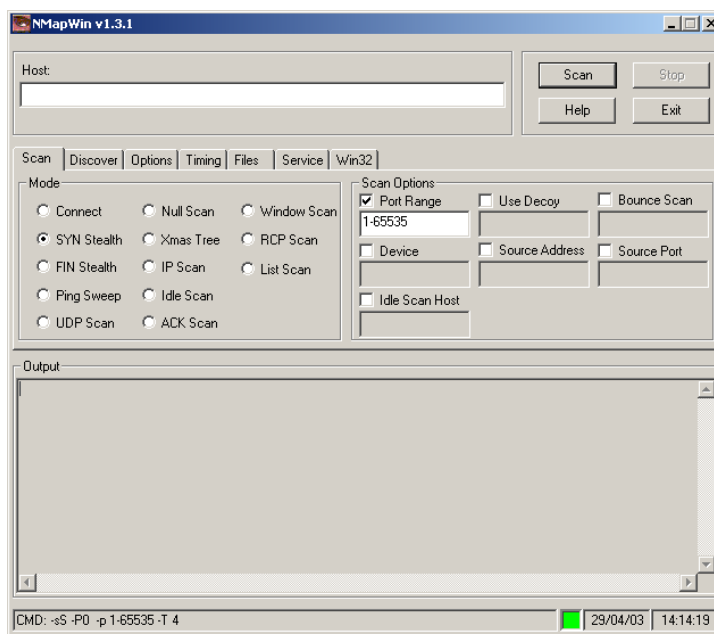 NMapWin v1.3.1
Host:
Scan Stop
Help Exit
Scan Discover Options Timing Files Service Win32
Mode
Connect Null Scan Window Scan
SYN Stealth Xmas Tree RCP Scan
FIN Stealth IP Scan List Scan
Ping Sweep Idle Scan
UDP Scan ACK Scan
Scan Options
Port Range Use Decoy Bounce Scan
1-65535
Device Source Address Source Port
Idle Scan Host
Output
CMD: -sS -P0 -p 1-65535 -T 4 29/04/03 14:14:19